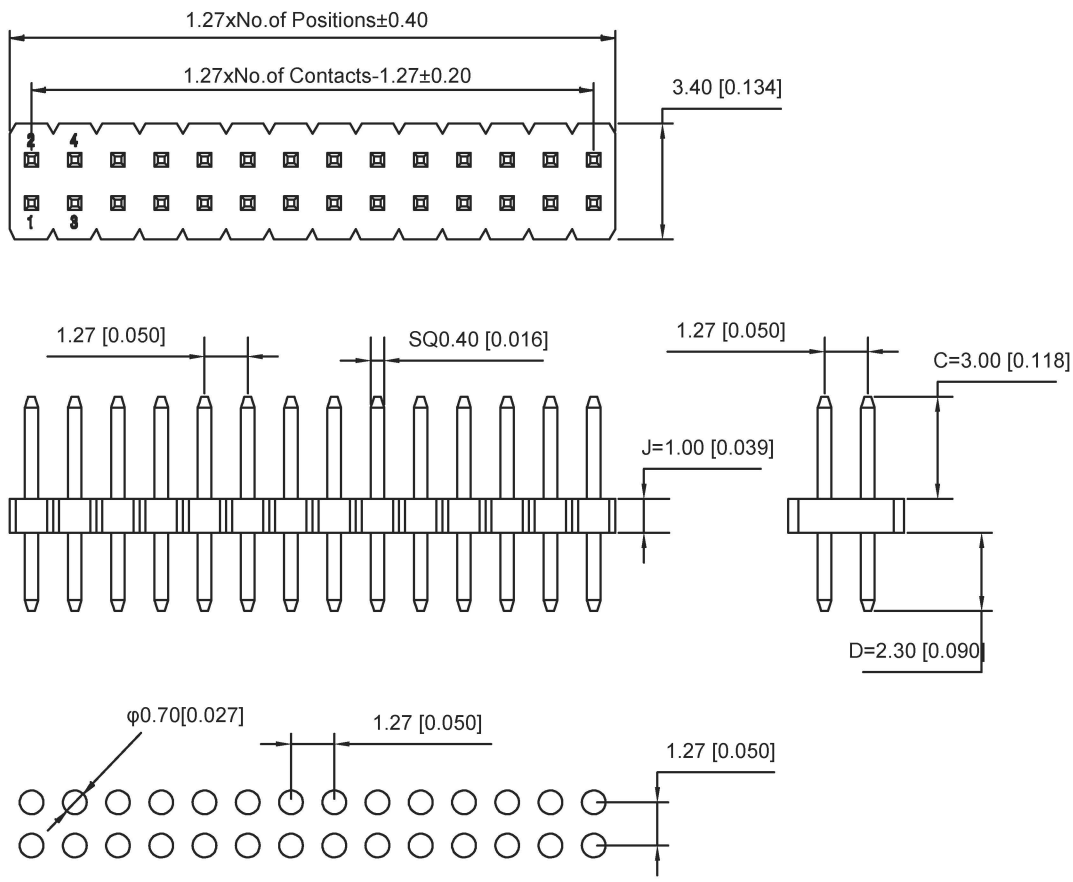 1.27xNo.of Positions±0.40
1.27xNo.of Contacts-1.27±0.20
3.40 [0.134]
2 4
1 3
1.27 [0.050]
SQ0.40 [0.016]
1.27 [0.050]
C=3.00 [0.118]
J=1.00 [0.039]
D=2.30 [0.090]
φ0.70[0.027]
1.27 [0.050]
1.27 [0.050]